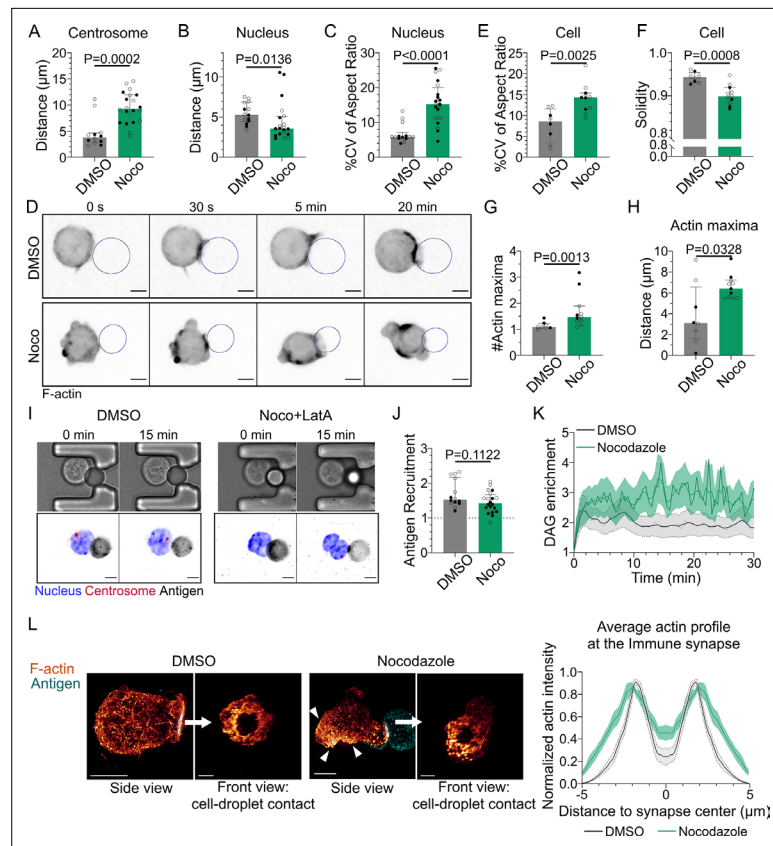 A
Centrosome
P=0.0002
Distance (µm)
20
15
10
5
0
DMSO
Noco
B
Nucleus
P=0.0136
Distance (µm)
10
5
0
DMSO
Noco
C
Nucleus
P<0.0001
%CV of Aspect Ratio
30
25
20
15
10
5
0
DMSO
Noco
E
Cell
P=0.0025
%CV of Aspect Ratio
25
20
15
10
5
0
DMSO
Noco
F
Cell
P=0.0008
Solidity
1.0
0.9
0.8
0.8
0.0
DMSO
Noco
D
0 s
30 s
5 min
20 min
DMSO
Noco
F-actin
G
P=0.0013
#Actin maxima
4
3
2
1
0
DMSO
Noco
H
Actin maxima
P=0.0328
Distance (µm)
10
8
6
4
2
0
DMSO
Noco
I
DMSO
Noco+LatA
0 min
15 min
0 min
15 min
Nucleus Centrosome Antigen
J
P=0.1122
Antigen Recruitment
3
2
1
0
DMSO
Noco
K
DMSO
Nocodazole
DAG enrichment
5
4
3
2
1
0
10
20
30
Time (min)
L
F-actin
Antigen
DMSO
Nocodazole
Side view
Front view:
cell-droplet contact
Side view
Front view:
cell-droplet contact
Average actin profile
at the Immune synapse
Normalized actin intensity
1.0
0.8
0.6
0.4
0.2
0.0
-5
0
5
Distance to synapse center (µm)
DMSO
Nocodazole